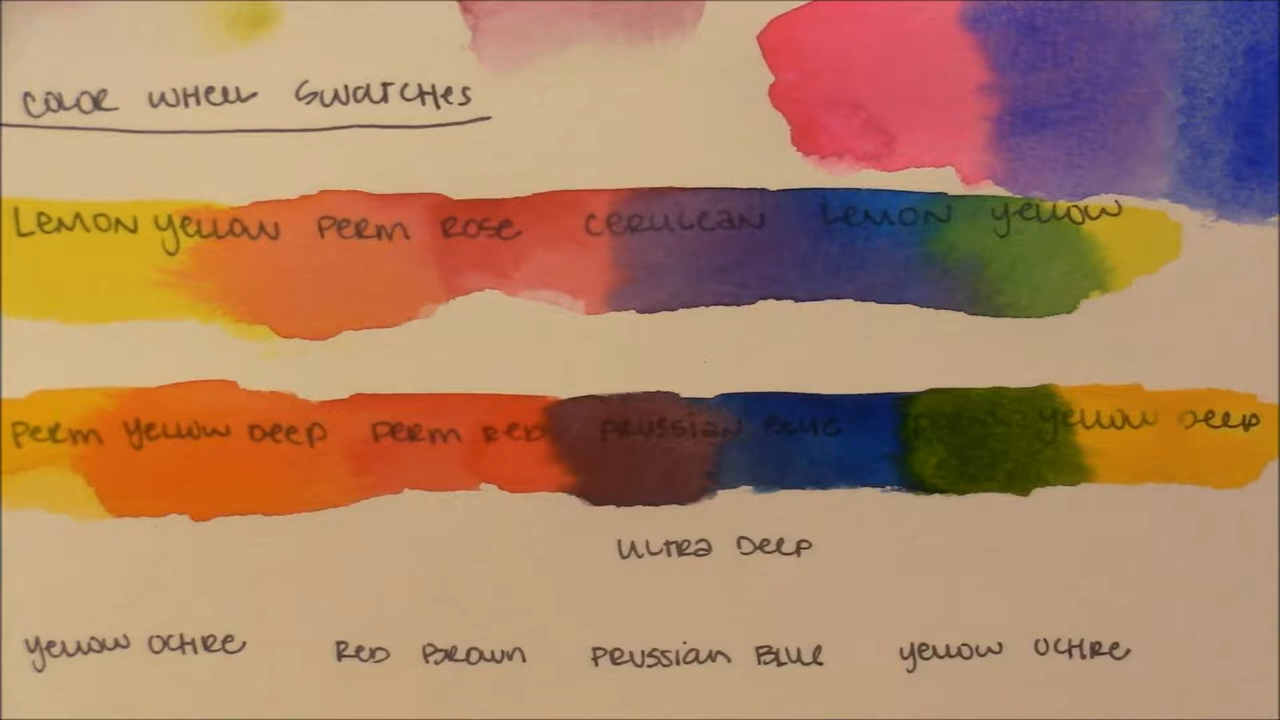 COLOR WHEEL SWATCHES
LEMON YELLOW PERM ROSE CERULEAN LEMON YELLOW
PERM YELLOW DEEP PERM RED PRUSSIAN BLUE PERM YELLOW DEEP
ULTRA DEEP
YELLOW OCHRE RED BROWN PRUSSIAN BLUE YELLOW OCHRE